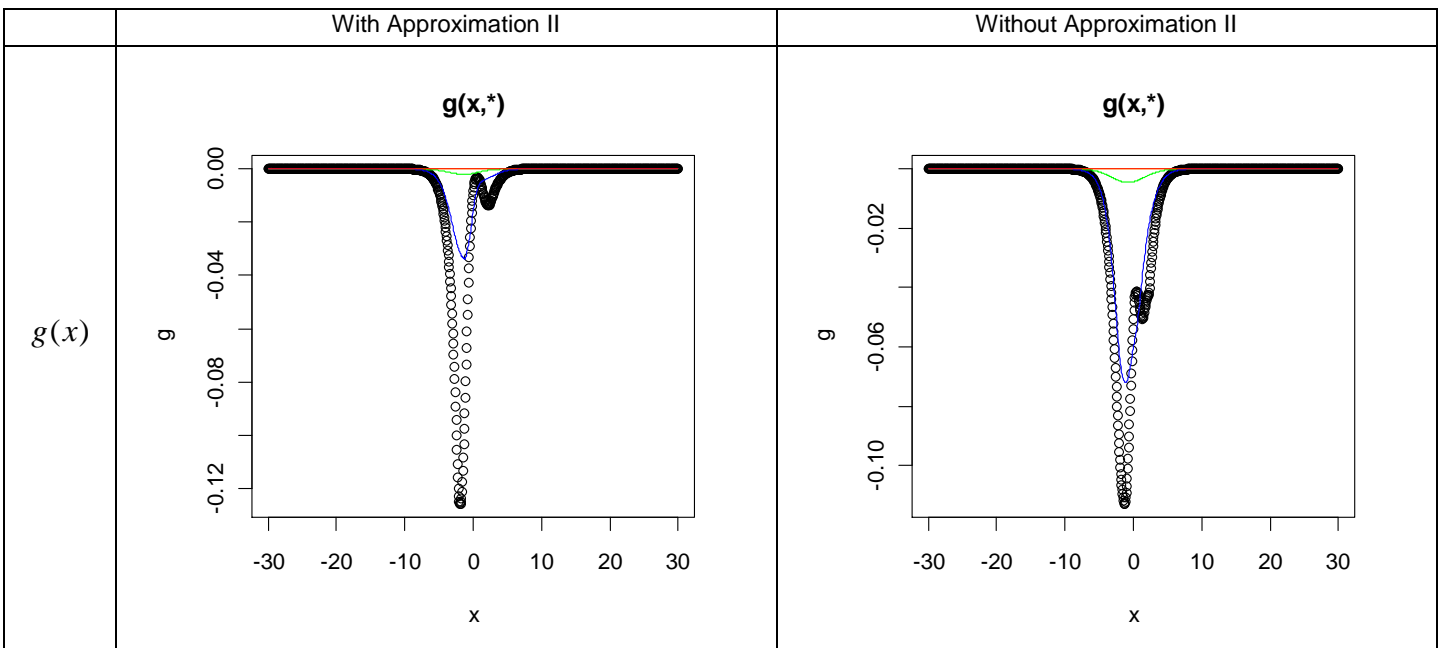 With Approximation II Without Approximation II
g(x)
g(x,*)
0.00
-0.04
-0.08
-0.12
g
-30 -20 -10 0 10 20 30
x
g(x,*)
-0.02
-0.06
-0.10
g
-30 -20 -10 0 10 20 30
x